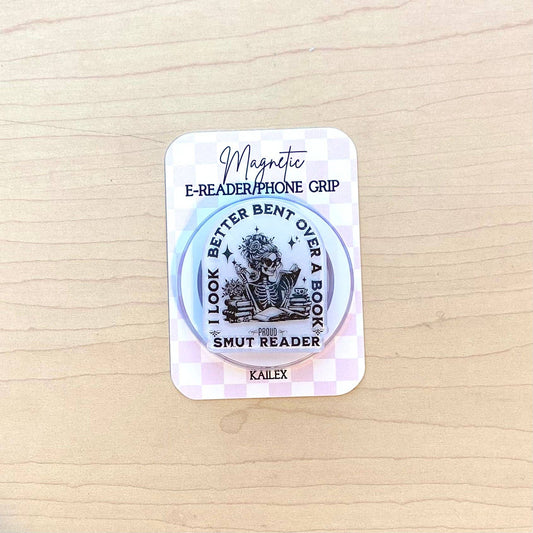 Magnetic
E-READER/PHONE GRIP
I LOOK BETTER BENT OVER A BOOK
PROUD
SMUT READER
KAILEX